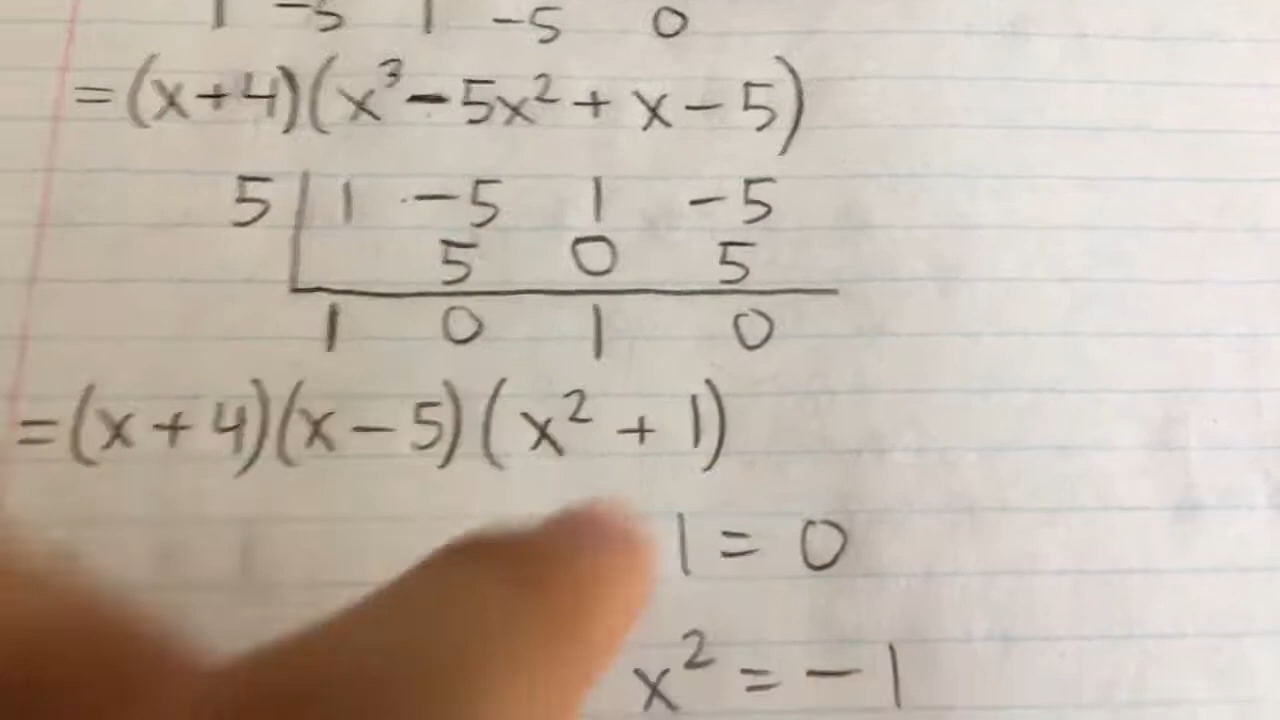 1 -5 1 -5 0
= (x+4)(x³-5x²+x-5)
5 | 1 -5 1 -5
5 0 5
1 0 1 0
= (x+4)(x-5)(x²+1)
1 = 0
x² = -1